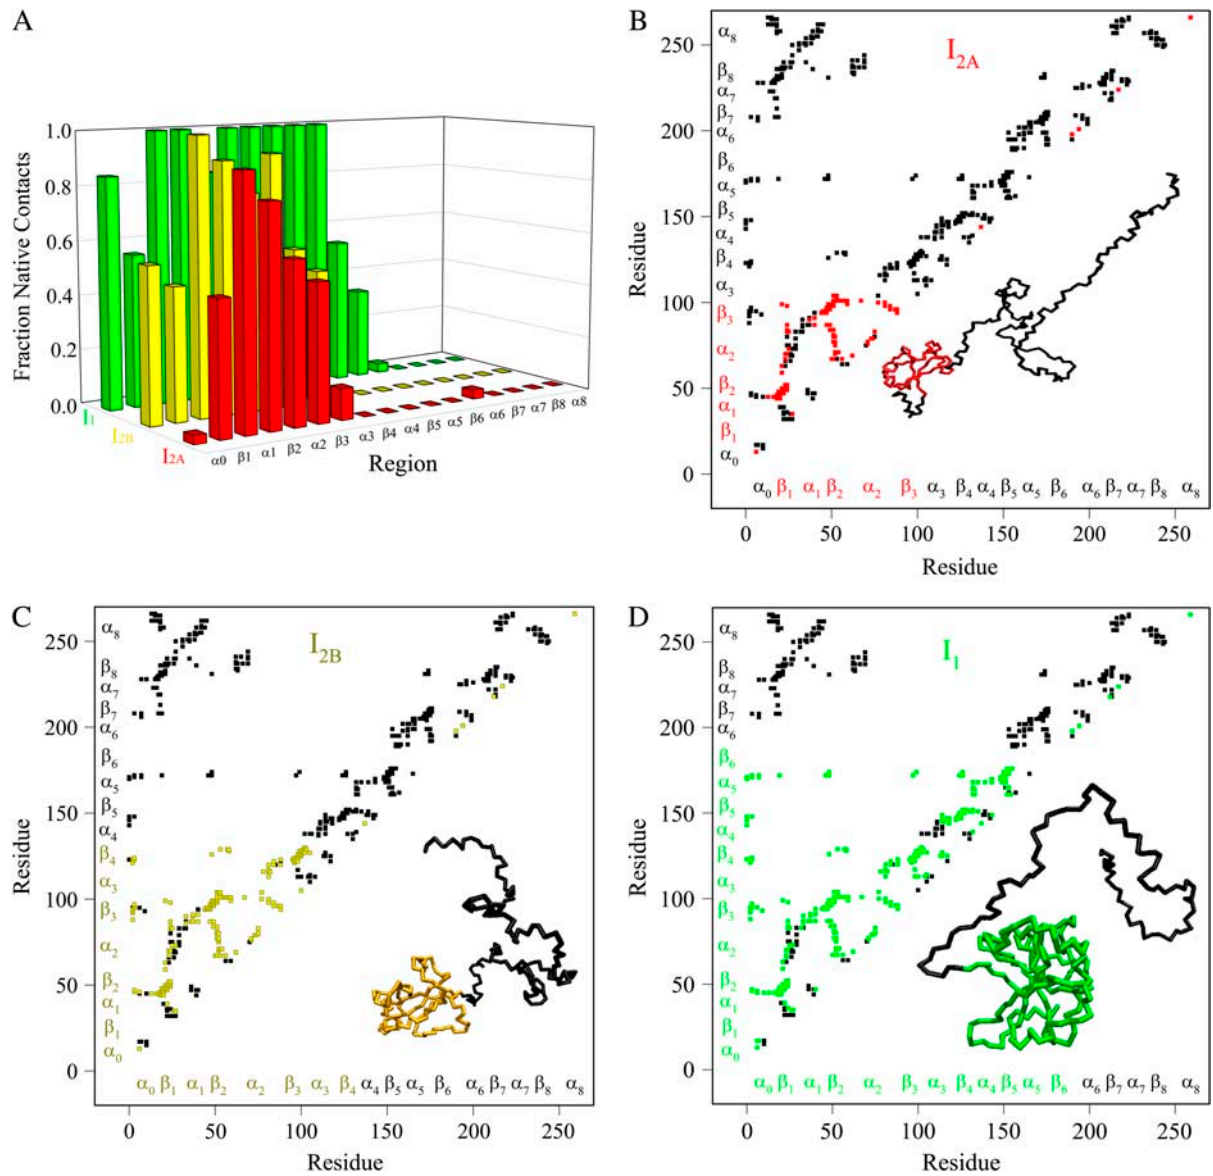 A
1.0
0.8
0.6
0.4
0.2
0.0
Fraction Native Contacts
I1
I2B
I2A
α0 β1 α1 β2 α2 β3 α3 β4 α4 β5 α5 β6 α6 β7 α7 β8 α8
Region
B
I2A
250
200
150
100
50
0
Residue
α8
β8
α7
β7
α6
β6
α5
β5
α4
β4
α3
β3
α2
β2
α1
β1
α0
α0 β1 α1 β2 α2 β3 α3 β4 α4 β5 α5 β6 α6 β7 α7 β8 α8
0 50 100 150 200 250
Residue
C
I2B
250
200
150
100
50
0
Residue
α8
β8
α7
β7
α6
β6
α5
β5
α4
β4
α3
β3
α2
β2
α1
β1
α0
α0 β1 α1 β2 α2 β3 α3 β4 α4 β5 α5 β6 α6 β7 α7 β8 α8
0 50 100 150 200 250
Residue
D
I1
250
200
150
100
50
0
Residue
α8
β8
α7
β7
α6
β6
α5
β5
α4
β4
α3
β3
α2
β2
α1
β1
α0
α0 β1 α1 β2 α2 β3 α3 β4 α4 β5 α5 β6 α6 β7 α7 β8 α8
0 50 100 150 200 250
Residue